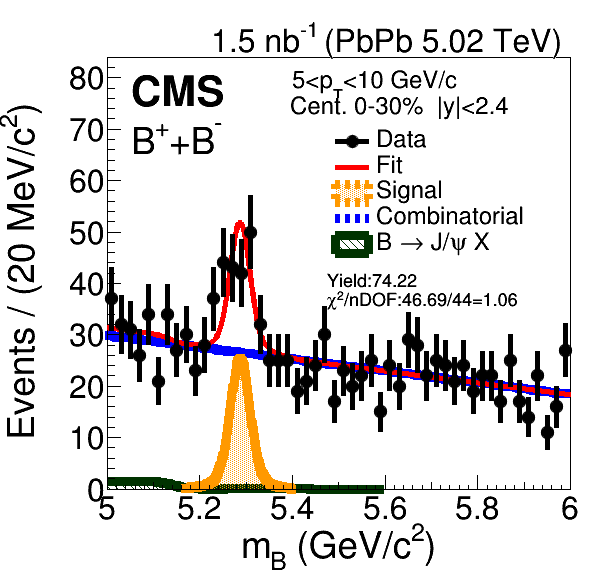 1.5 nb⁻¹ (PbPb 5.02 TeV)
CMS
B⁺+B⁻
5<p_T<10 GeV/c
Cent. 0-30% |y|<2.4
Data
Fit
Signal
Combinatorial
B → J/ψ X
Yield:74.22
χ²/nDOF:46.69/44=1.06
Events / (20 MeV/c²)
80
70
60
50
40
30
20
10
0
5 5.2 5.4 5.6 5.8 6
m_B (GeV/c²)